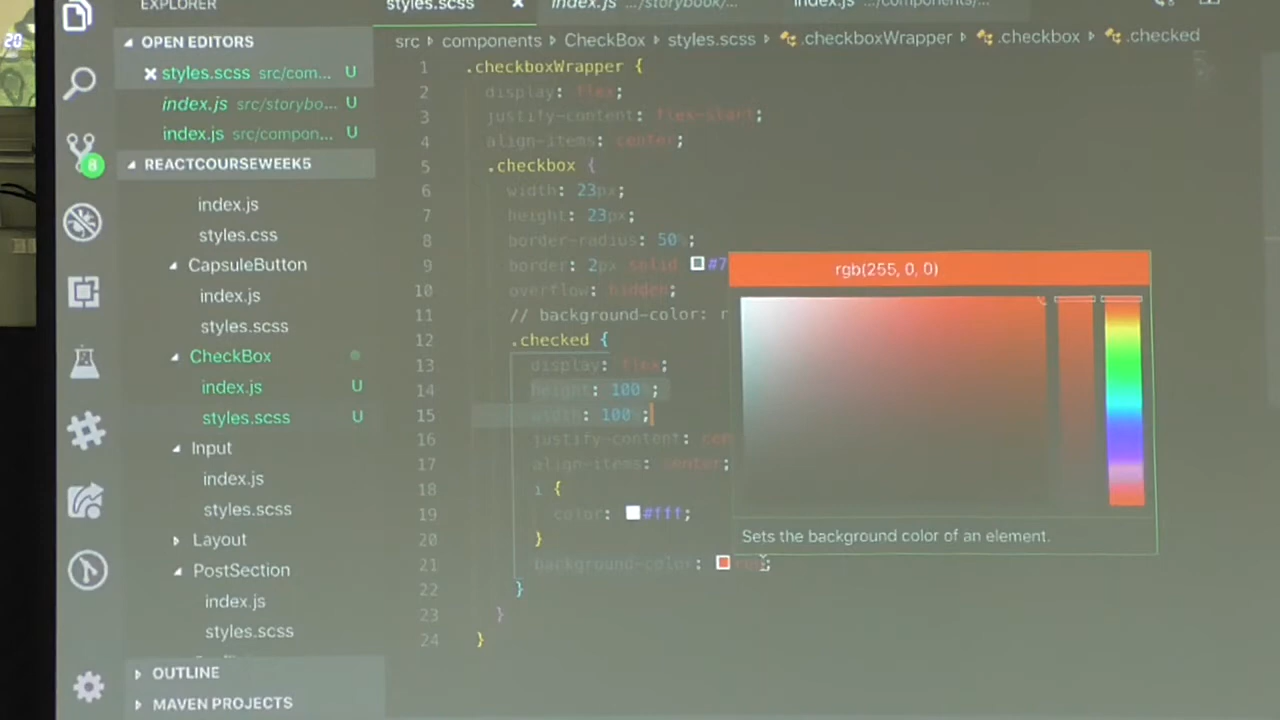 EXPLORER
styles.scss × index.js .../storybook/... index.js .../components/...
20
OPEN EDITORS
× styles.scss src/com... U
index.js src/storybo... U
index.js src/compon... U
8
REACTCOURSEWEEK5
index.js
styles.css
CapsuleButton
index.js
styles.scss
CheckBox
index.js U
styles.scss U
Input
index.js
styles.scss
Layout
PostSection
index.js
styles.scss
OUTLINE
MAVEN PROJECTS
src components CheckBox styles.scss .checkboxWrapper .checkbox .checked
1 .checkboxWrapper {
2 display: flex;
3 justify-content: flex-start;
4 align-items: center;
5 .checkbox {
6 width: 23px;
7 height: 23px;
8 border-radius: 50%;
9 border: 2px solid #7
10 overflow: hidden;
11 // background-color: r
12 .checked {
13 display: flex;
14 height: 100%;
15 width: 100%;
16 justify-content: cen
17 align-items: center;
18 i {
19 color: #fff;
20 }
21 background-color: red;
22 }
23 }
24 }
rgb(255, 0, 0)
Sets the background color of an element.